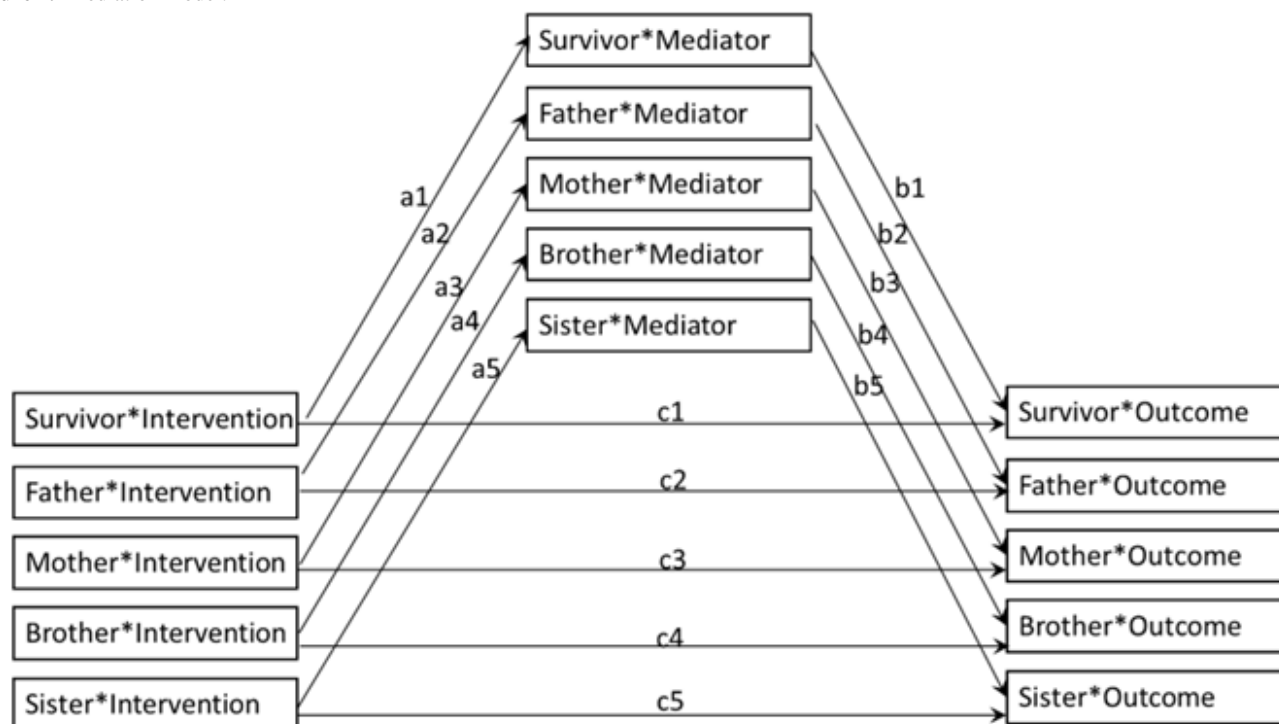 Survivor*Mediator
Father*Mediator
Mother*Mediator
Brother*Mediator
Sister*Mediator
a1
a2
a3
a4
a5
b1
b2
b3
b4
b5
Survivor*Intervention
Father*Intervention
Mother*Intervention
Brother*Intervention
Sister*Intervention
c1
c2
c3
c4
c5
Survivor*Outcome
Father*Outcome
Mother*Outcome
Brother*Outcome
Sister*Outcome